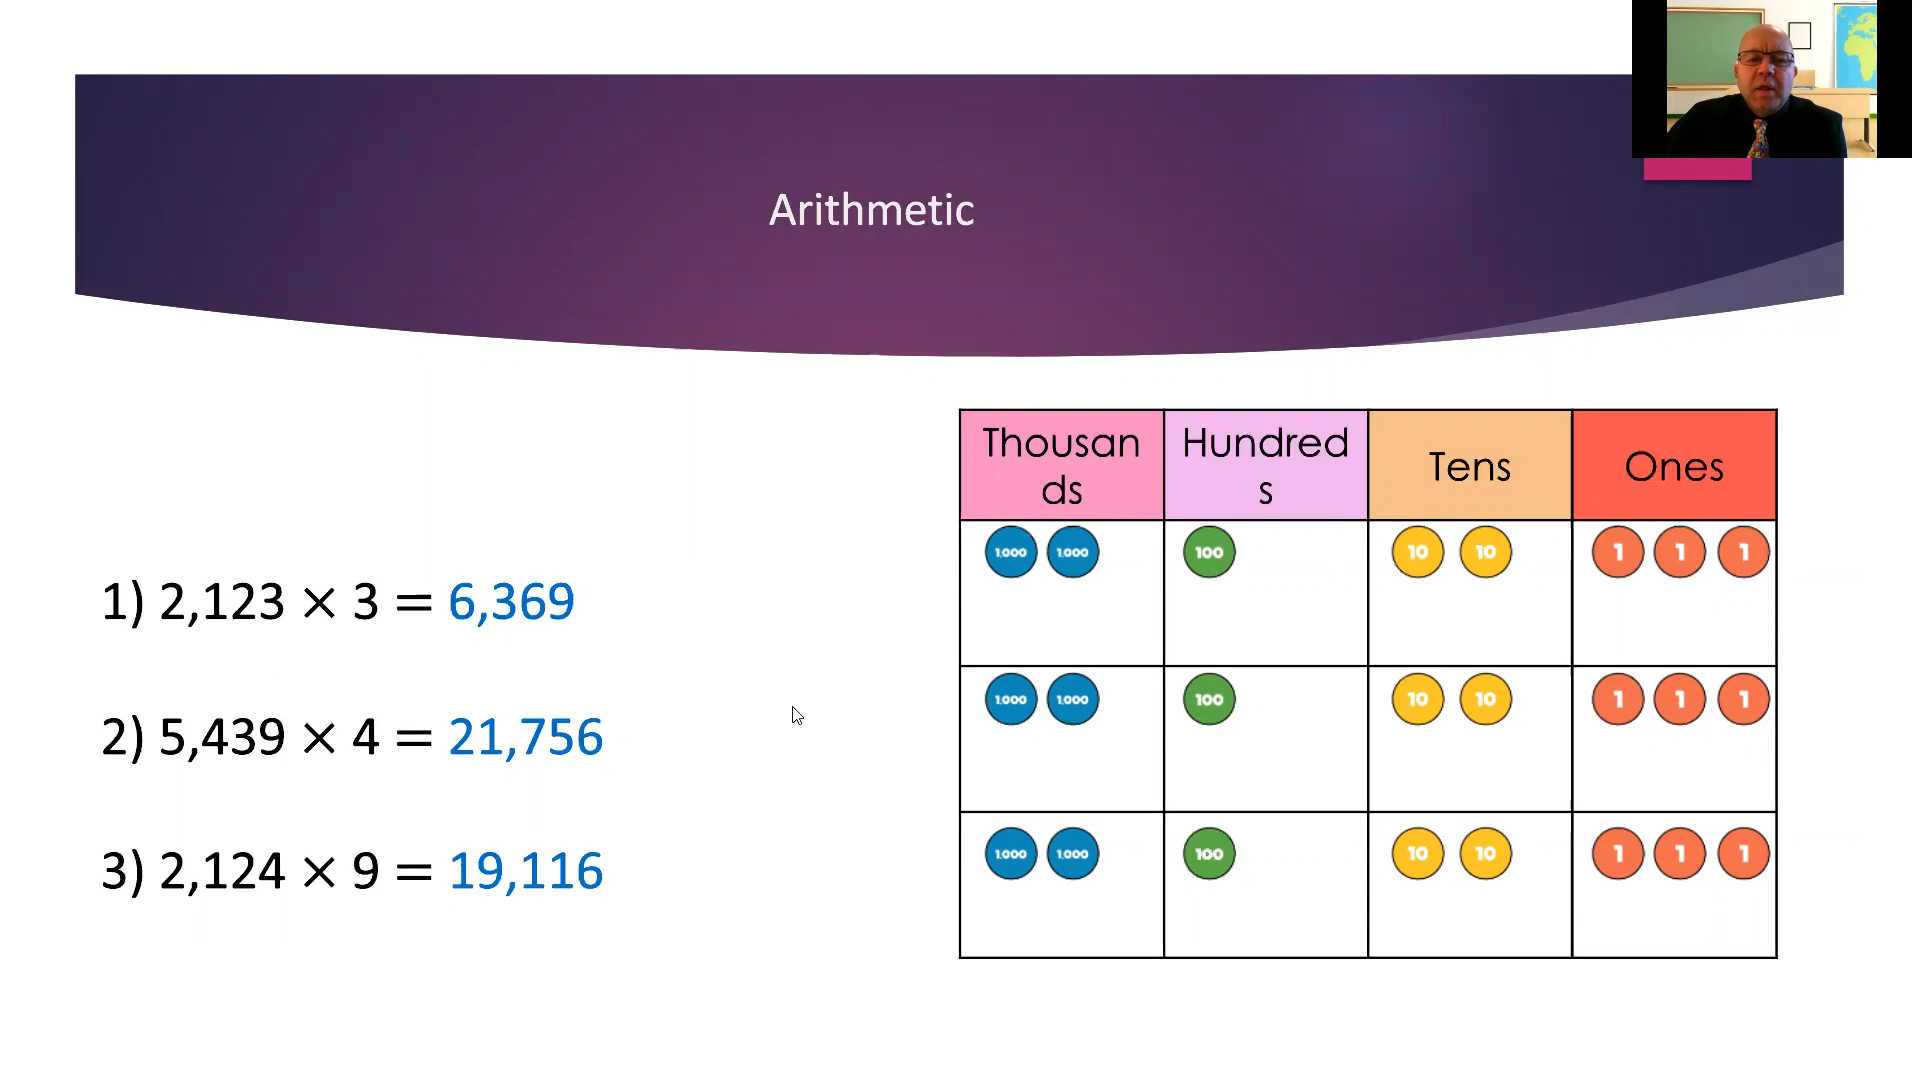 Arithmetic
Thousan
ds
Hundred
s
Tens
Ones
1.000 1.000 100 10 10 1 1 1
1) 2,123 × 3 = 6,369
1.000 1.000 100 10 10 1 1 1
2) 5,439 × 4 = 21,756
1.000 1.000 100 10 10 1 1 1
3) 2,124 × 9 = 19,116